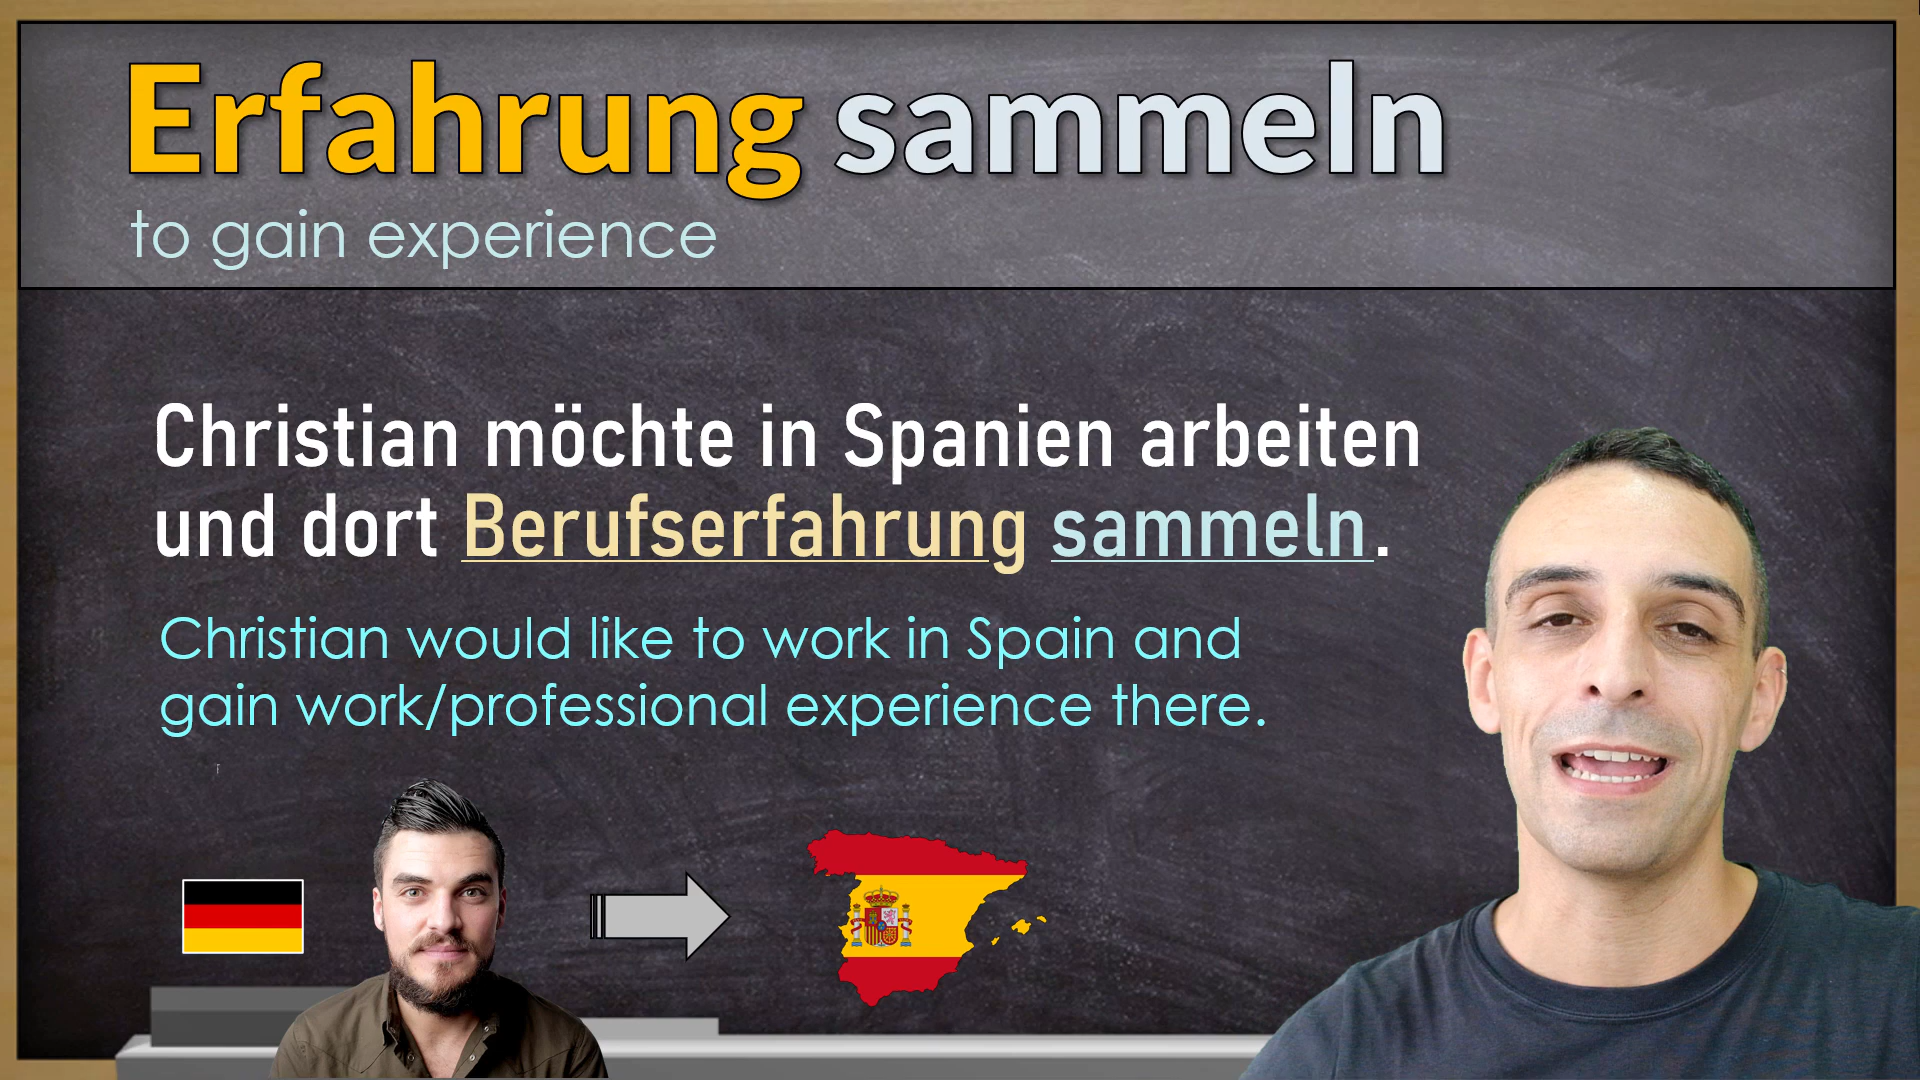 Erfahrung sammeln
to gain experience
Christian möchte in Spanien arbeiten
und dort Berufserfahrung sammeln.
Christian would like to work in Spain and
gain work/professional experience there.